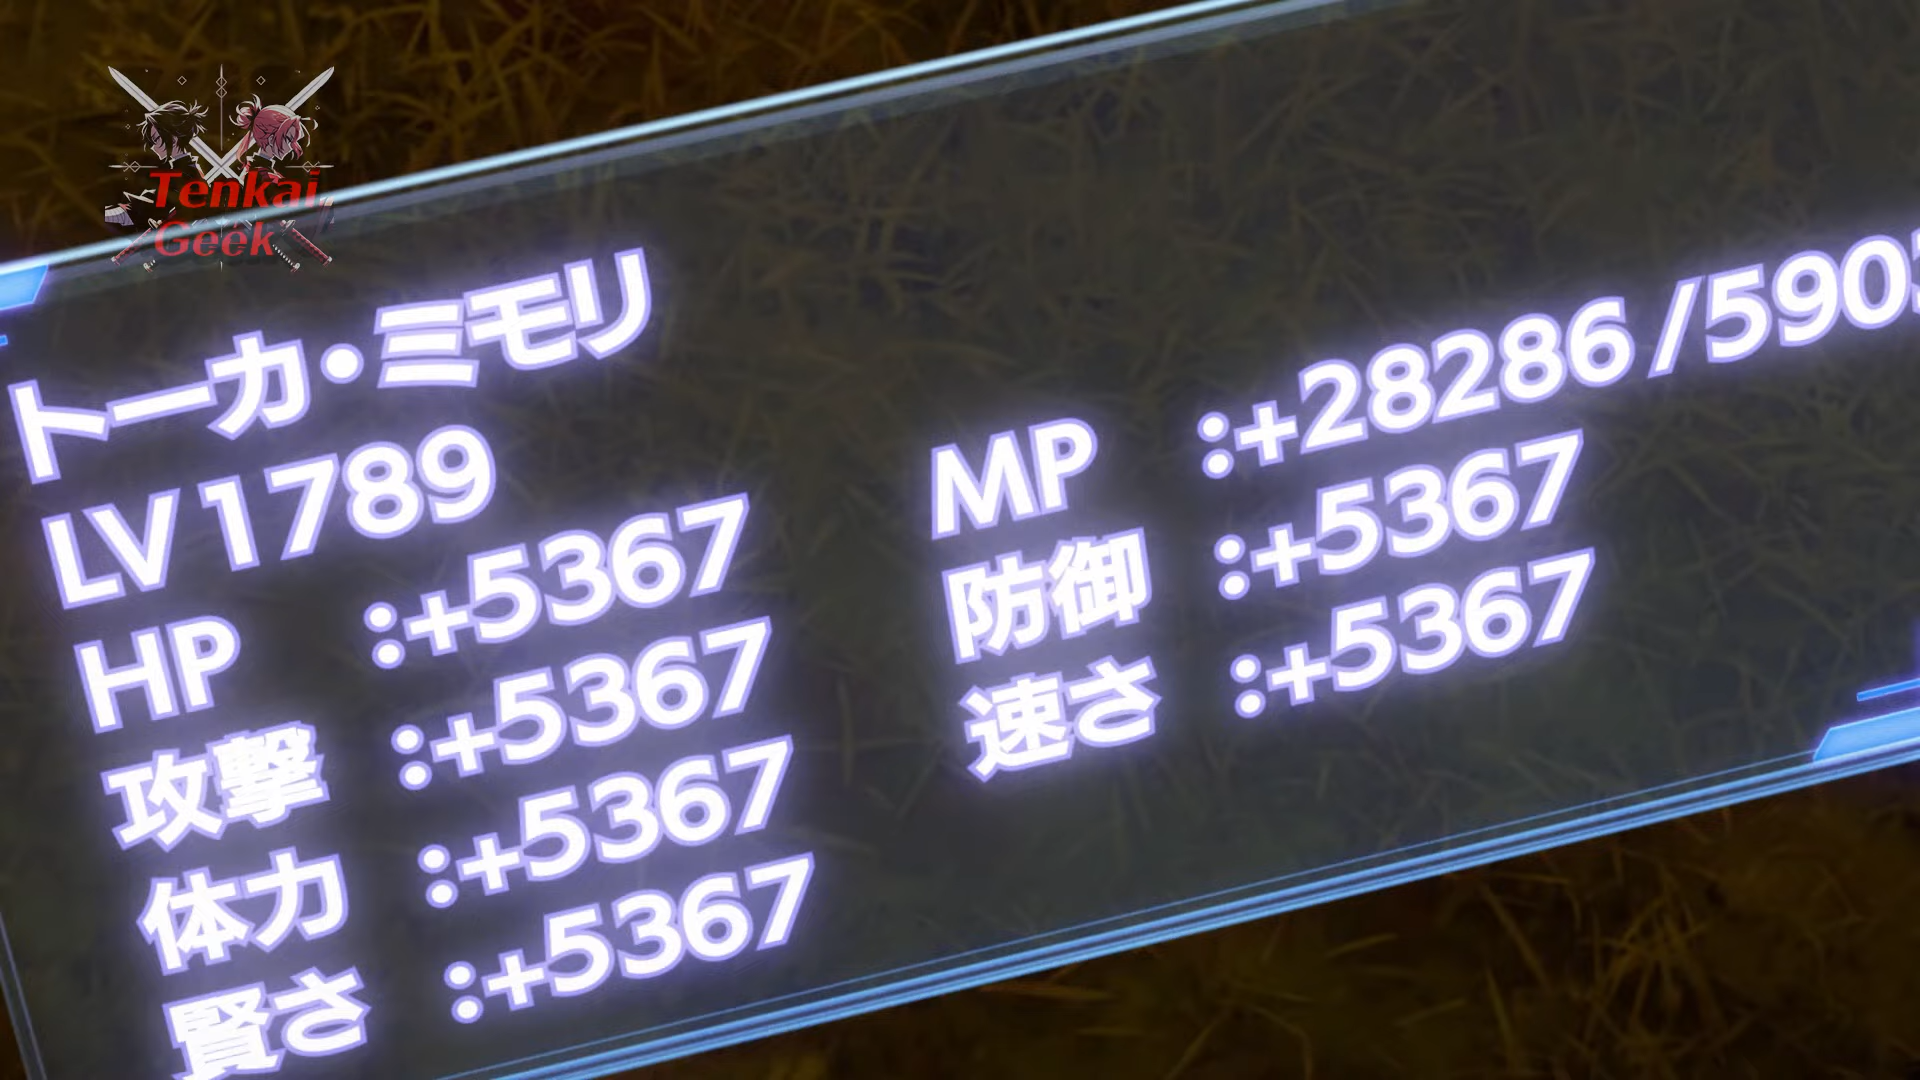 Tenkai
Geek
トーカ・ミモリ
LV 1789
HP :+5367
攻撃 :+5367
体力 :+5367
賢さ :+5367
MP :+28286 /5903
防御 :+5367
速さ :+5367